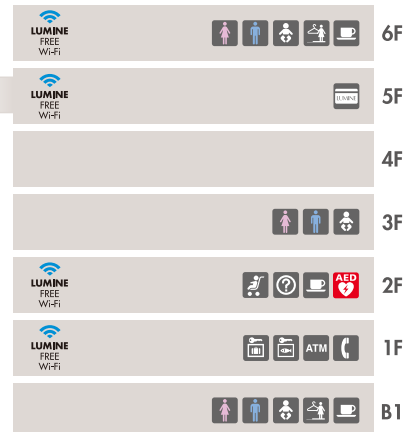 LUMINE
FREE
Wi-Fi
6F
LUMINE
FREE
Wi-Fi
LUMINE
5F
4F
3F
LUMINE
FREE
Wi-Fi
?
AED
2F
LUMINE
FREE
Wi-Fi
ATM
1F
B1